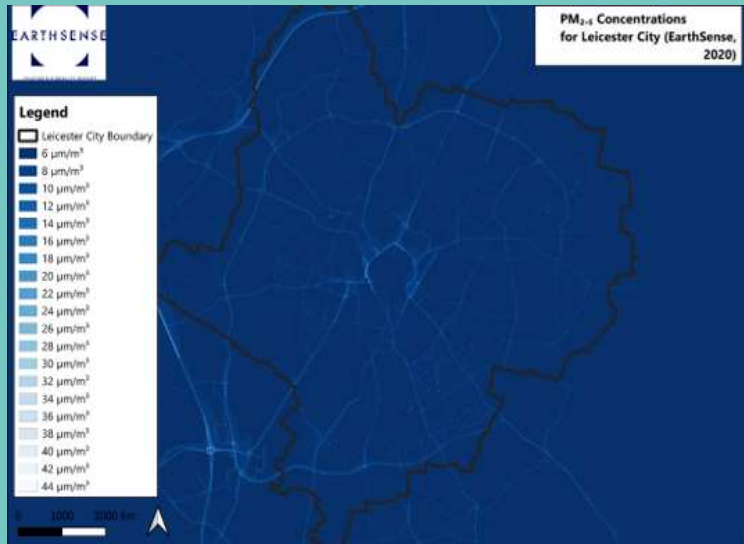 EARTHSENSE
PM₂.₅ Concentrations
for Leicester City (EarthSense,
2020)
Legend
Leicester City Boundary
6 µm/m³
8 µm/m³
10 µm/m³
12 µm/m³
14 µm/m³
16 µm/m³
18 µm/m³
20 µm/m³
22 µm/m³
24 µm/m³
26 µm/m³
28 µm/m³
30 µm/m³
32 µm/m³
34 µm/m³
36 µm/m³
38 µm/m³
40 µm/m³
42 µm/m³
44 µm/m³
0 1000 3000 km